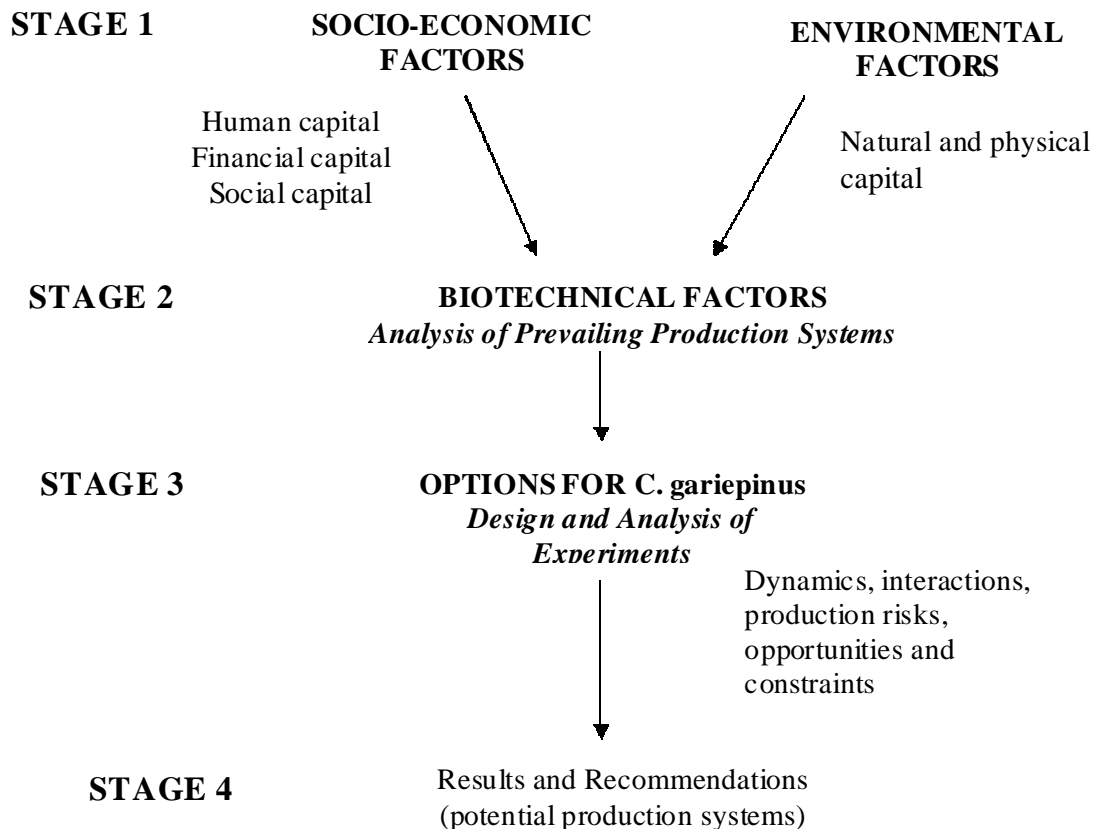 STAGE 1
SOCIO-ECONOMIC
FACTORS
ENVIRONMENTAL
FACTORS
Human capital
Financial capital
Social capital
Natural and physical
capital
STAGE 2
BIOTECHNICAL FACTORS
Analysis of Prevailing Production Systems
STAGE 3
OPTIONS FOR C. gariepinus
Design and Analysis of
Experiments
Dynamics, interactions,
production risks,
opportunities and
constraints
STAGE 4
Results and Recommendations
(potential production systems)